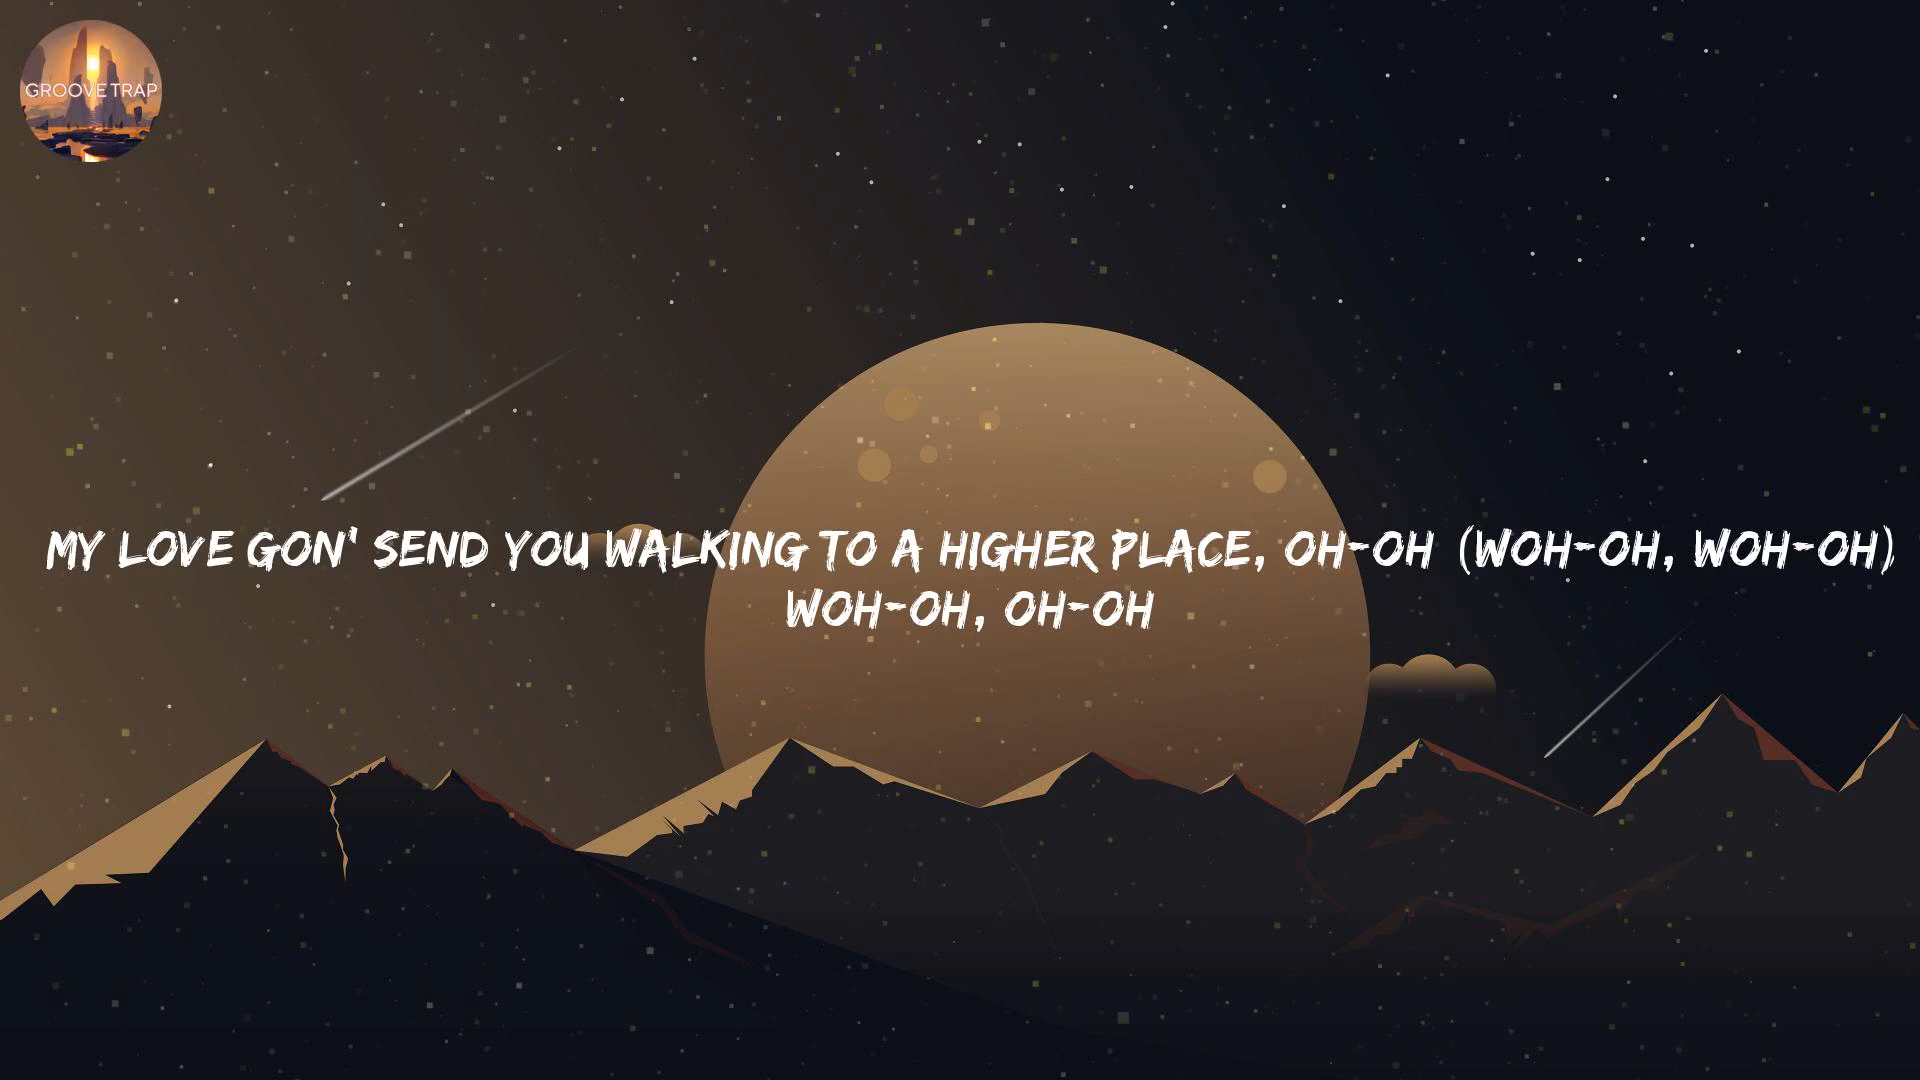 GROOVE TRAP
MY LOVE GON' SEND YOU WALKING TO A HIGHER PLACE, OH-OH (WOH-OH, WOH-OH)
WOH-OH, OH-OH